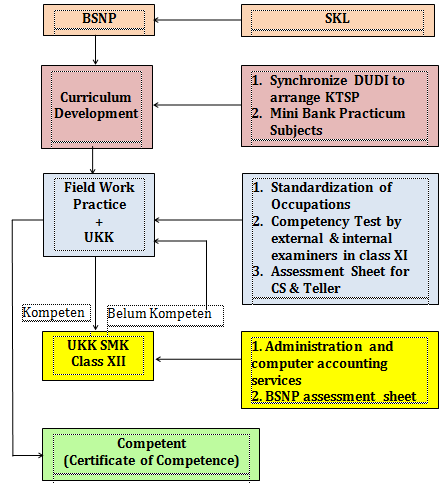 BSNP
SKL
Curriculum
Development
1. Synchronize DUDI to
arrange KTSP
2. Mini Bank Practicum
Subjects
Field Work
Practice
+
UKK
1. Standardization of
Occupations
2. Competency Test by
external & internal
examiners in class XI
3. Assessment Sheet for
CS & Teller
Kompeten
Belum Kompeten
UKK SMK
Class XII
1. Administration and
computer accounting
services
2. BSNP assessment sheet
Competent
(Certificate of Competence)